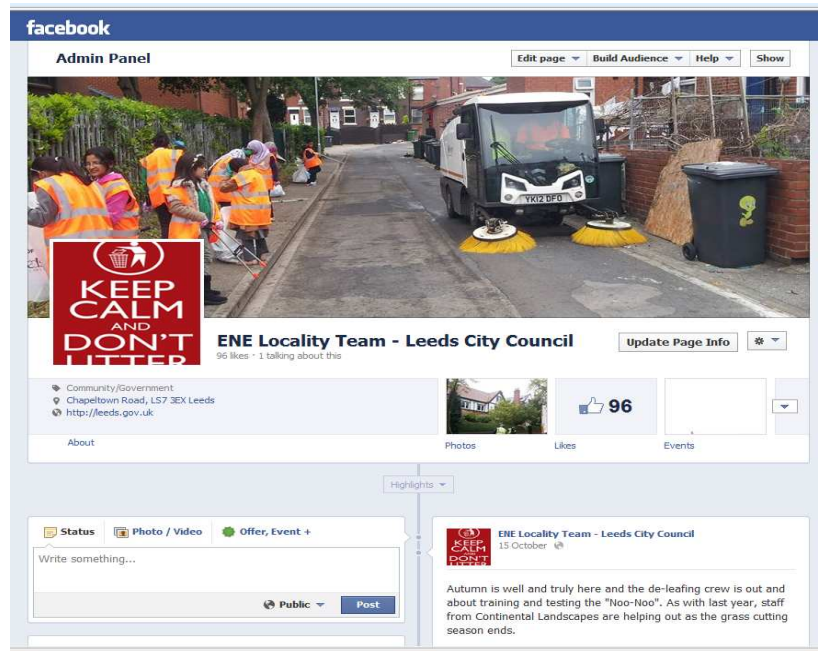 facebook
Admin Panel
Edit page
Build Audience
Help
Show
YK12 DFO
KEEP
CALM
AND
DON'T
LITTER
ENE Locality Team - Leeds City Council
96 likes · 1 talking about this
Update Page Info
Community/Government
Chapeltown Road, LS7 3EX Leeds
http://leeds.gov.uk
96
About
Photos
Likes
Events
Highlights
Status
Photo / Video
Offer, Event +
Write something...
Public
Post
KEEP
CALM
AND
DON'T
LITTER
ENE Locality Team - Leeds City Council
15 October
Autumn is well and truly here and the de-leafing crew is out and
about training and testing the "Noo-Noo". As with last year, staff
from Continental Landscapes are helping out as the grass cutting
season ends.